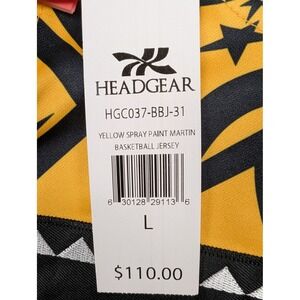 HEADGEAR
HGC037-BBJ-31
YELLOW SPRAY PAINT MARTIN
BASKETBALL JERSEY
6 30128 29113 6
L
$110.00